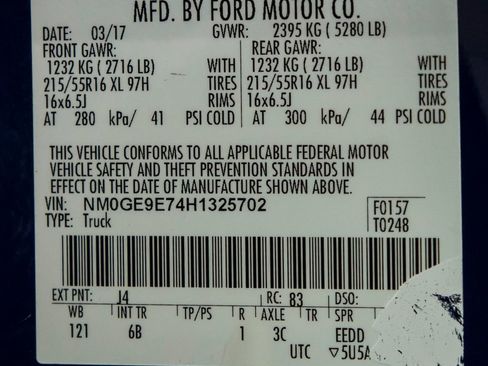 MFD. BY FORD MOTOR CO.
DATE: 03/17 GVWR: 2395 KG ( 5280 LB)
FRONT GAWR: REAR GAWR:
1232 KG ( 2716 LB) WITH 1232 KG ( 2716 LB) WITH
215/55R16 XL 97H TIRES 215/55R16 XL 97H TIRES
16x6.5J RIMS 16x6.5J RIMS
AT 280 kPa/ 41 PSI COLD AT 300 kPa/ 44 PSI COLD
THIS VEHICLE CONFORMS TO ALL APPLICABLE FEDERAL MOTOR
VEHICLE SAFETY AND THEFT PREVENTION STANDARDS IN
EFFECT ON THE DATE OF MANUFACTURE SHOWN ABOVE.
VIN: NM0GE9E74H1325702 F0157
TYPE: Truck T0248
EXT PNT: J4 RC: 83 DSO:
WB INT TR TP/PS R AXLE TR SPR
121 6B 1 3C EEDD
UTC ▽5U5A